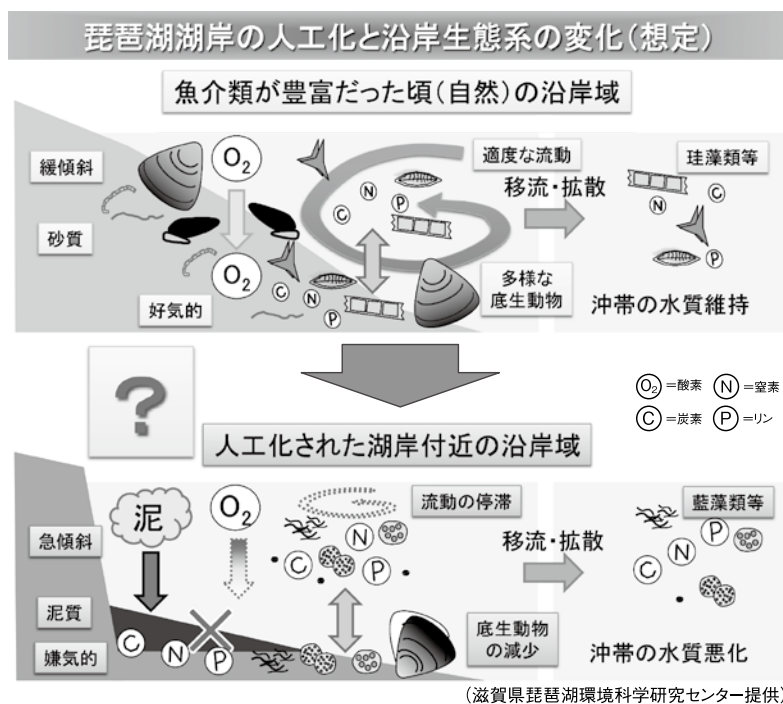 琵琶湖湖岸の人工化と沿岸生態系の変化(想定)
魚介類が豊富だった頃(自然)の沿岸域
緩傾斜
O₂
適度な流動
珪藻類等
移流・拡散
N
C
P
C
N
砂質
P
O₂
C
N
P
多様な
底生動物
好気的
沖帯の水質維持
?
O₂=酸素
N=窒素
C=炭素
P=リン
人工化された湖岸付近の沿岸域
泥
O₂
流動の停滞
藍藻類等
急傾斜
N
C
P
移流・拡散
P
N
C
泥質
嫌気的
C
N
P
底生動物
の減少
沖帯の水質悪化
(滋賀県琵琶湖環境科学研究センター提供)